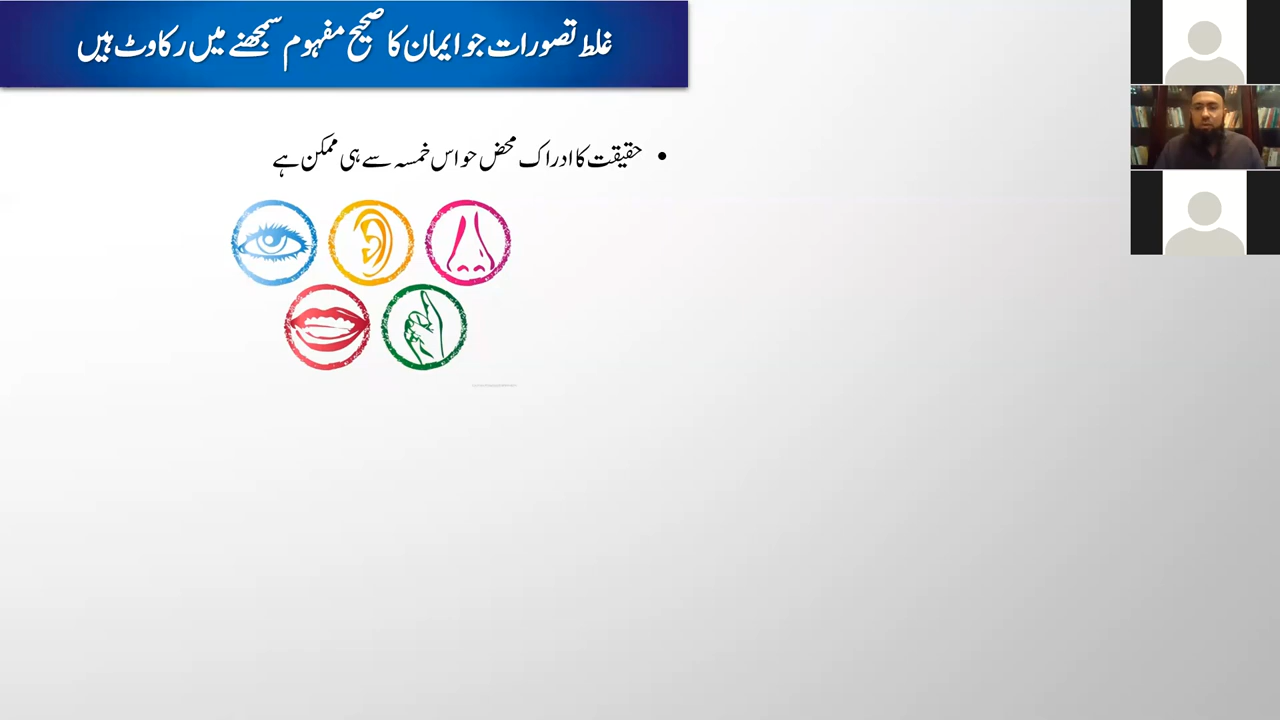 غلط تصورات جو ایمان کا صحیح مفہوم سمجھنے میں رکاوٹ ہیں
• حقیقت کا ادراک محض حواس خمسہ سے ہی ممکن ہے